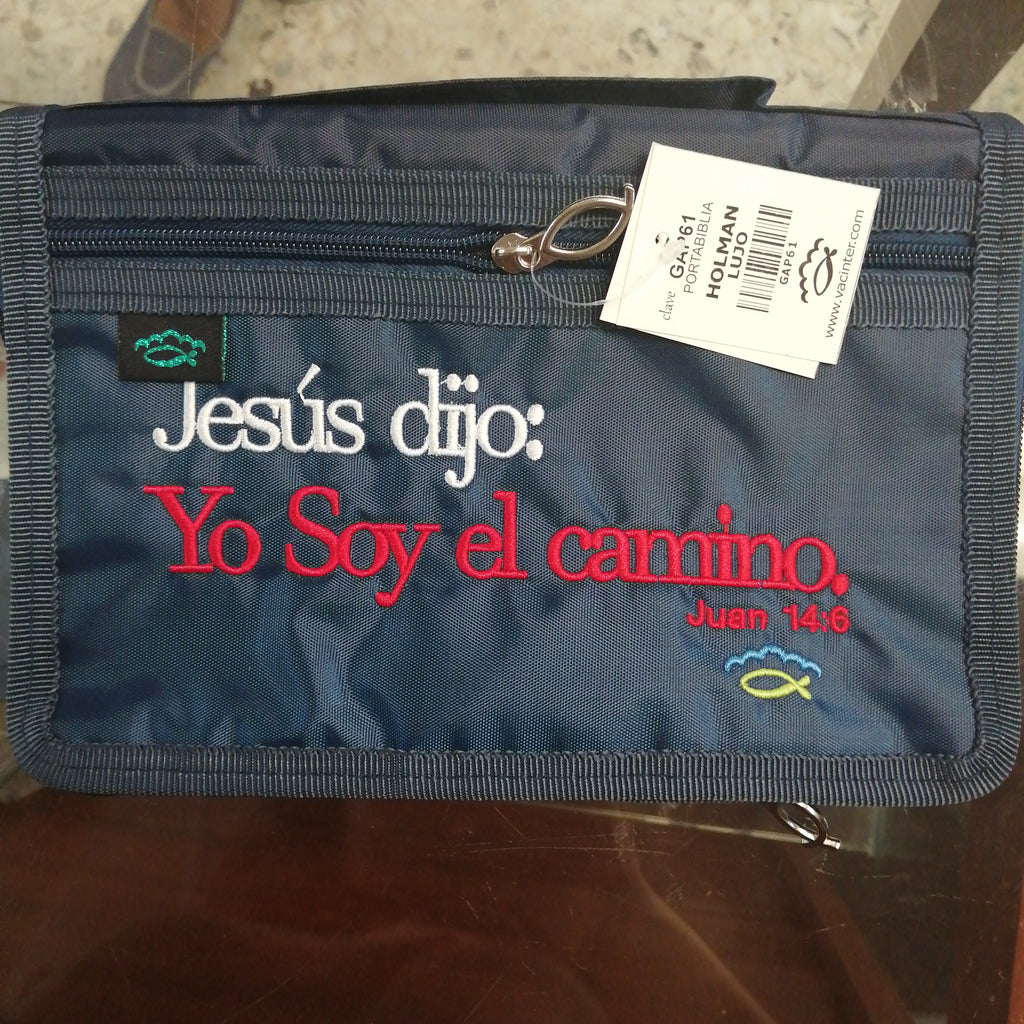 clave GAP61
PORTABIBLIA
HOLMAN
LUJO
GAP61
www.vacinter.com
Jesús dijo:
Yo Soy el camino.
Juan 14:6